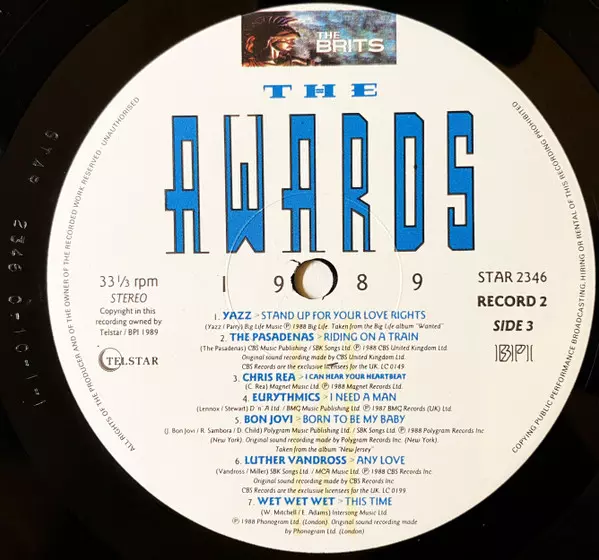 THE
BRITS
THE
AWARDS
1989
33 1/3 rpm
STEREO
Copyright in this
recording owned by
Telstar / BPI 1989
TELSTAR
STAR 2346
RECORD 2
SIDE 3
BPI
1. YAZZ > STAND UP FOR YOUR LOVE RIGHTS
(Yazz / Parry) Big Life Music ℗ 1988 Big Life. Taken from the Big Life album "Wanted"
2. THE PASADENAS > RIDING ON A TRAIN
(The Pasadenas) CBS Music Publishing / SBK Songs Ltd. ℗ 1988 CBS United Kingdom Ltd.
Original sound recording made by CBS United Kingdom Ltd.
CBS Records are the exclusive licensees for the UK. LC 0149
3. CHRIS REA > I CAN HEAR YOUR HEARTBEAT
(C. Rea) Magnet Music Ltd. ℗ 1988 Magnet Records Ltd.
4. EURYTHMICS > I NEED A MAN
(Lennox / Stewart) D 'n' A Ltd / BMG Music Publishing Ltd. ℗ 1987 BMG Records (UK) Ltd.
5. BON JOVI > BORN TO BE MY BABY
(J. Bon Jovi / R. Sambora / D. Child) Polygram Music Publishing / SBK Songs Ltd. ℗ 1988 Polygram Records Inc
(New York). Original sound recording made by Polygram Records Inc. (New York).
Taken from the album "New Jersey"
6. LUTHER VANDROSS > ANY LOVE
(Vandross / Miller) SBK Songs Ltd. / MCA Music Ltd. ℗ 1988 CBS Records Inc.
Original sound recording made by CBS Records Inc
CBS Records are the exclusive licensees for the UK. LC 0199
7. WET WET WET > THIS TIME
(W. Mitchell / E. Adams) Intersong Music Ltd.
℗ 1988 Phonogram Ltd. (London). Original sound recording made
by Phonogram Ltd. (London)
ALL RIGHTS OF THE PRODUCER AND OF THE OWNER OF THE RECORDED WORK RESERVED. UNAUTHORISED
COPYING PUBLIC PERFORMANCE BROADCASTING, HIRING OR RENTAL OF THIS RECORDING PROHIBITED